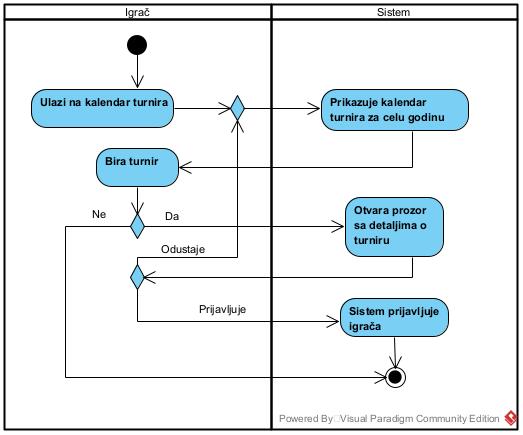 Igrač
Sistem
Ulazi na kalendar turnira
Prikazuje kalendar
turnira za celu godinu
Bira turnir
Ne
Da
Otvara prozor
sa detaljima o
turniru
Odustaje
Prijavljuje
Sistem prijavljuje
igrača
Powered By Visual Paradigm Community Edition